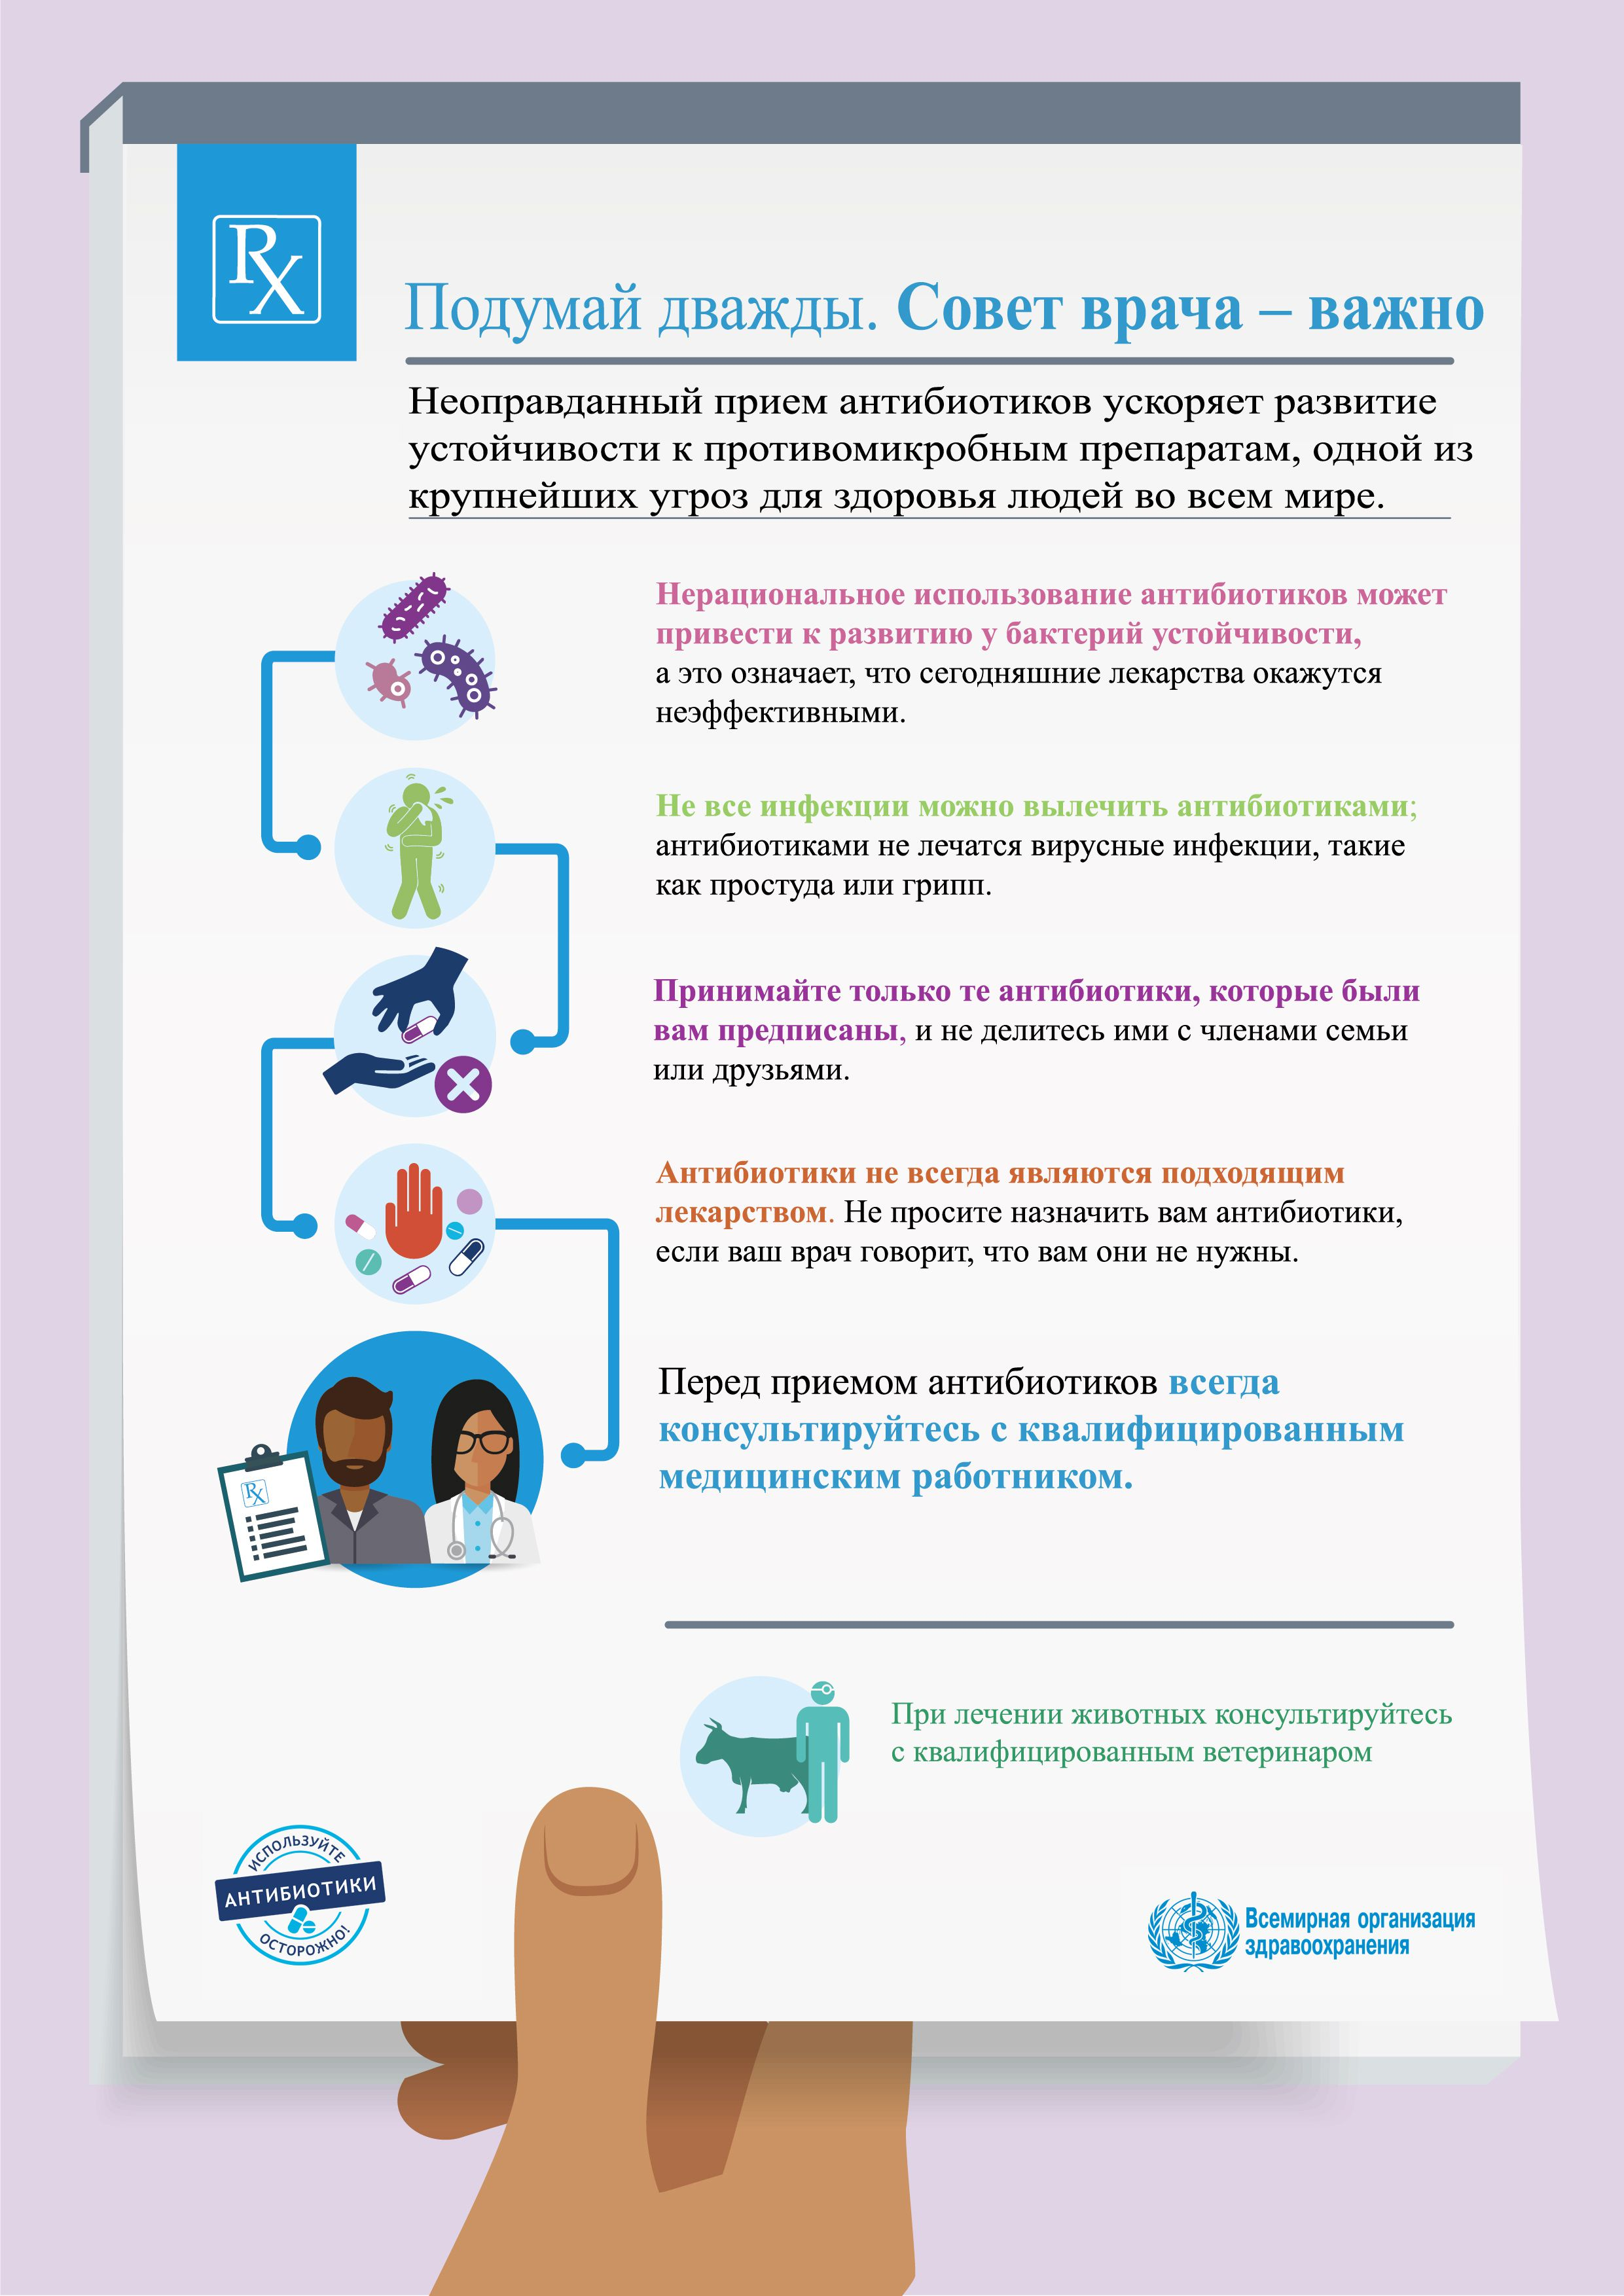 Rx
Подумай дважды. Совет врача – важно
Неоправданный прием антибиотиков ускоряет развитие
устойчивости к противомикробным препаратам, одной из
крупнейших угроз для здоровья людей во всем мире.
Нерациональное использование антибиотиков может
привести к развитию у бактерий устойчивости,
а это означает, что сегодняшние лекарства окажутся
неэффективными.
Не все инфекции можно вылечить антибиотиками;
антибиотиками не лечатся вирусные инфекции, такие
как простуда или грипп.
Принимайте только те антибиотики, которые были
вам предписаны, и не делитесь ими с членами семьи
или друзьями.
Антибиотики не всегда являются подходящим
лекарством. Не просите назначить вам антибиотики,
если ваш врач говорит, что вам они не нужны.
Rx
Перед приемом антибиотиков всегда
консультируйтесь с квалифицированным
медицинским работником.
При лечении животных консультируйтесь
с квалифицированным ветеринаром
ИСПОЛЬЗУЙТЕ
АНТИБИОТИКИ
ОСТОРОЖНО!
Всемирная организация
здравоохранения